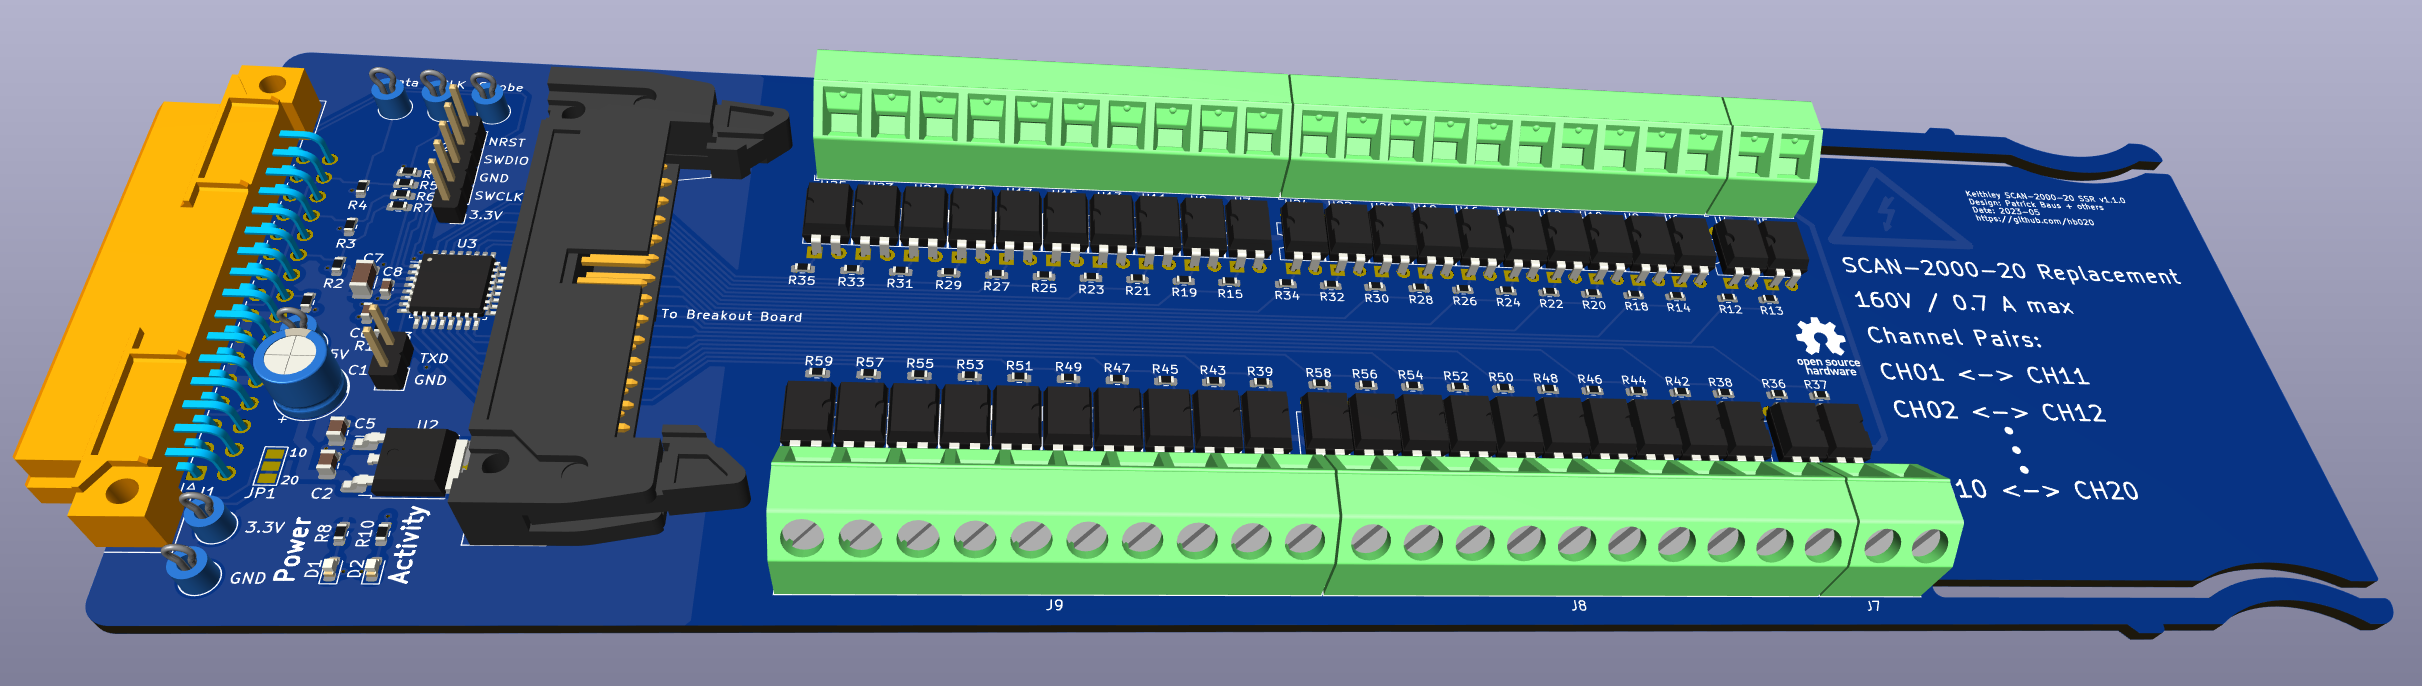 NRST
SWDIO
GND
SWCLK
3.3V
R4
R5
R6
R7
R3
U3
C7
C8
R2
TXD
C1
GND
C5
U2
10
20
J1
JP1
C2
3.3V
R8
R10
Power
Activity
D1
D2
GND
To Breakout Board
R35 R33 R31 R29 R27 R25 R23 R21 R19 R15 R34 R32 R30 R28 R26 R24 R22 R20 R18 R14 R12 R13
R59 R57 R55 R53 R51 R49 R47 R45 R43 R39 R58 R56 R54 R52 R50 R48 R46 R44 R42 R38 R36 R37
J9
J8
J7
open source
hardware
Keithley SCAN-2000-20 SSR v1.1.0
Design: Patrick Baus + others
Date: 2023-05
https://github.com/hb020
SCAN-2000-20 Replacement
160V / 0.7 A max
Channel Pairs:
CH01 <-> CH11
CH02 <-> CH12
10 <-> CH20